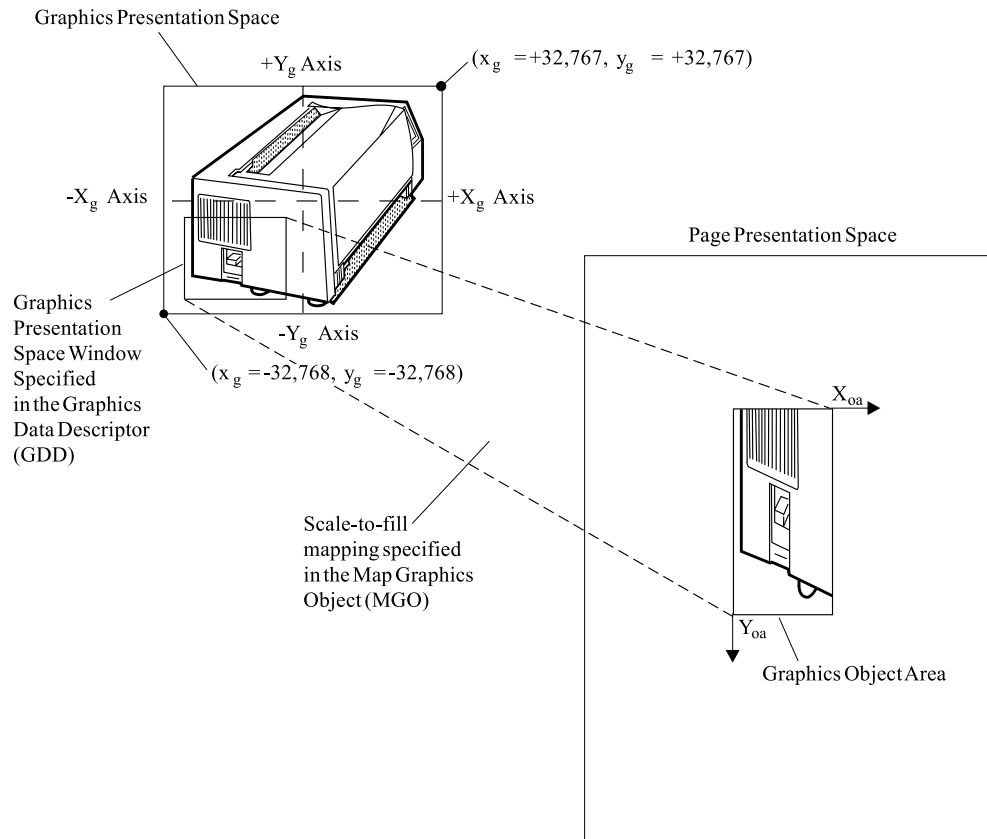 Graphics Presentation Space
+Yg Axis
(xg =+32,767, yg = +32,767)
-Xg Axis
+Xg Axis
Page Presentation Space
Graphics
Presentation
Space Window
Specified
in the Graphics
Data Descriptor
(GDD)
-Yg Axis
(xg =-32,768, yg =-32,768)
Xoa
Scale-to-fill
mapping specified
in the Map Graphics
Object (MGO)
Yoa
Graphics Object Area